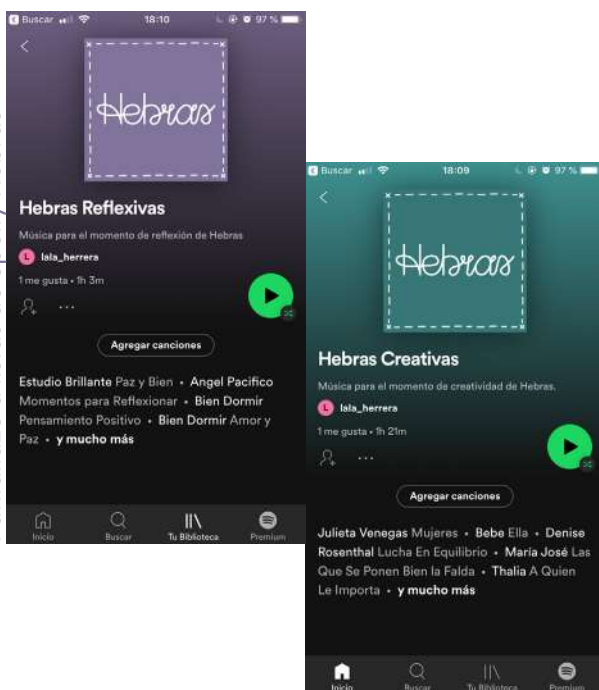 Buscar
18:10
97 %
Hebras
Hebras Reflexivas
Música para el momento de reflexión de Hebras
L lala_herrera
1 me gusta • 1h 3m
Agregar canciones
Estudio Brillante Paz y Bien • Angel Pacifico
Momentos para Reflexionar • Bien Dormir
Pensamiento Positivo • Bien Dormir Amor y
Paz • y mucho más
Inicio Buscar Tu Biblioteca Premium
Buscar
18:09
97 %
Hebras
Hebras Creativas
Música para el momento de creatividad de Hebras.
L lala_herrera
1 me gusta • 1h 21m
Agregar canciones
Julieta Venegas Mujeres • Bebe Ella • Denise
Rosenthal Lucha En Equilibrio • María José Las
Que Se Ponen Bien la Falda • Thalia A Quien
Le Importa • y mucho más
Inicio Buscar Tu Biblioteca Premium